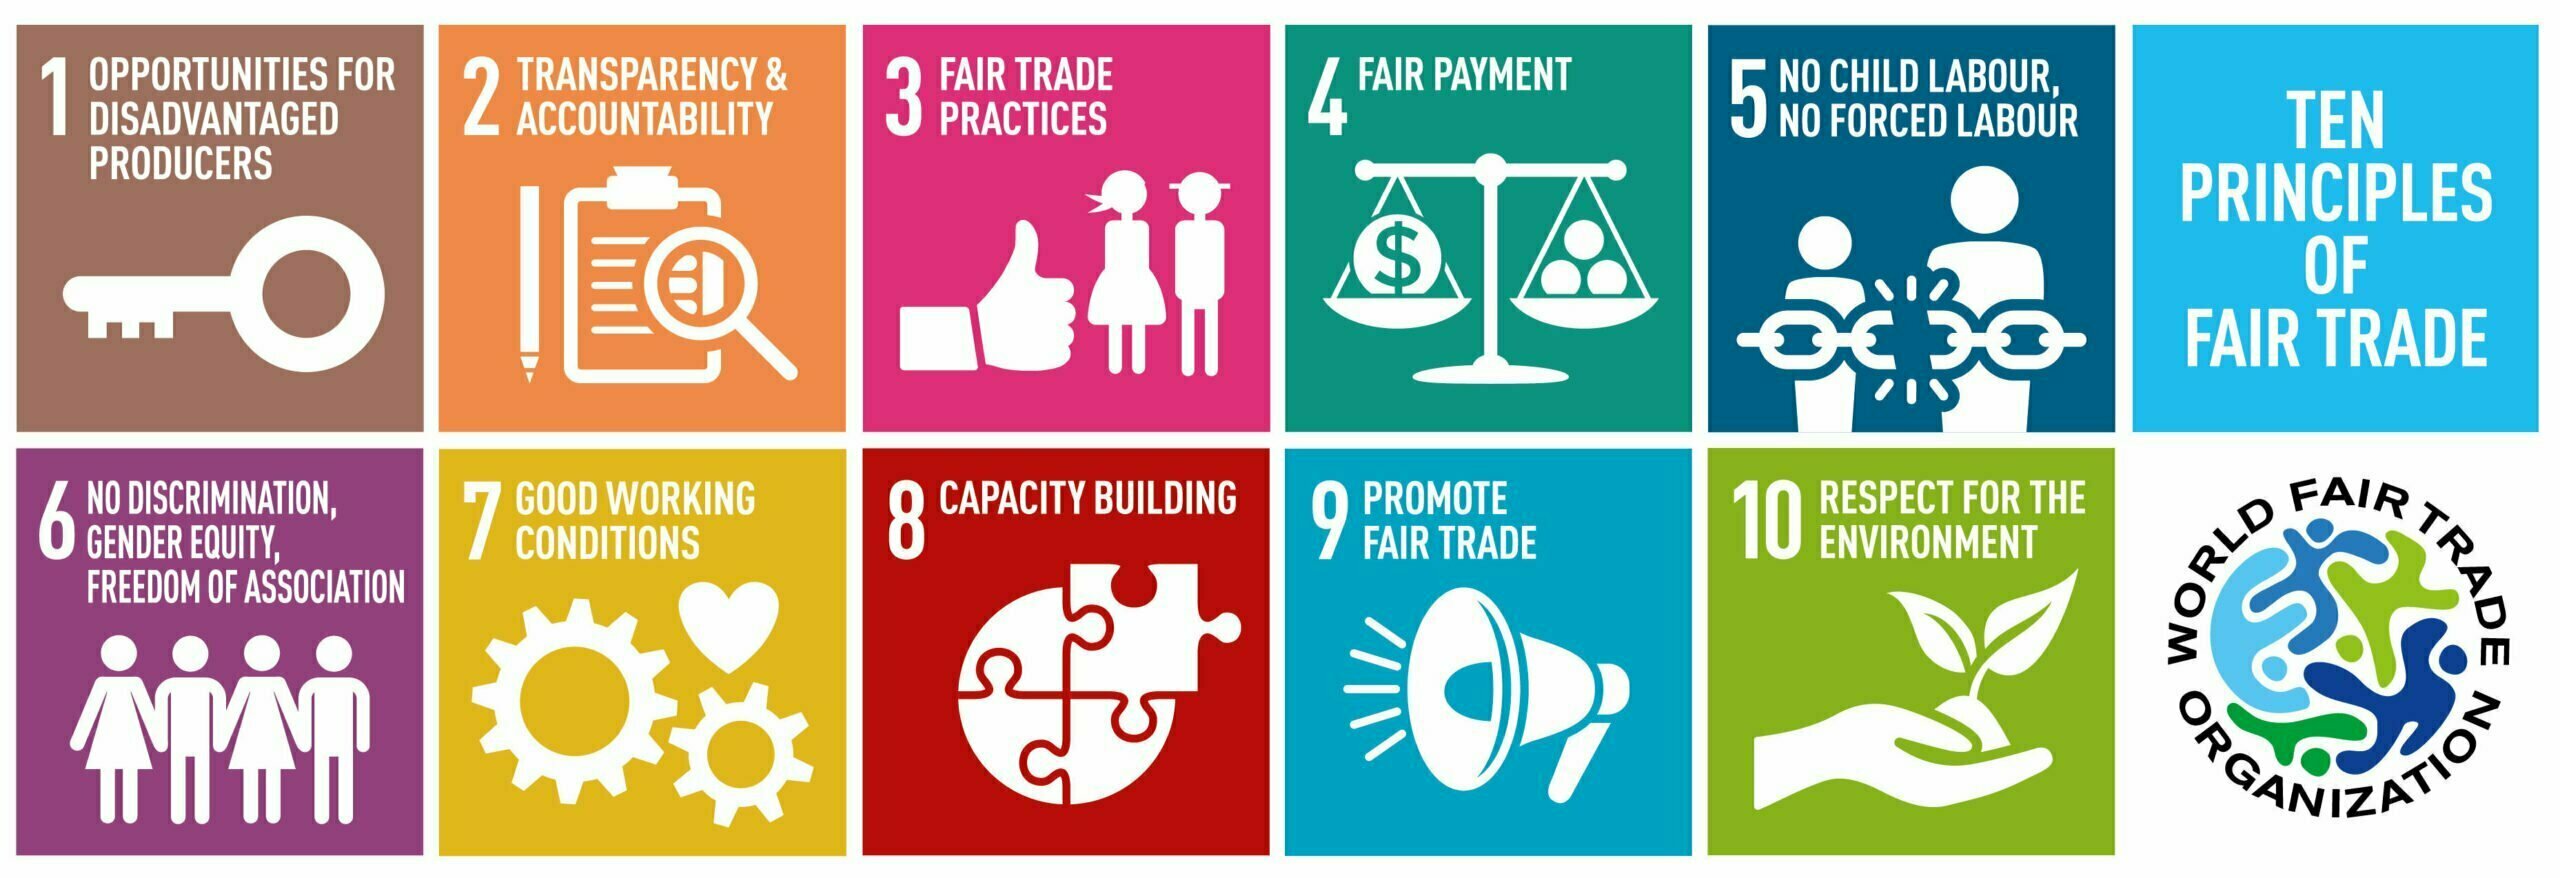 1 OPPORTUNITIES FOR
DISADVANTAGED
PRODUCERS
2 TRANSPARENCY &
ACCOUNTABILITY
3 FAIR TRADE
PRACTICES
4 FAIR PAYMENT
$
5 NO CHILD LABOUR,
NO FORCED LABOUR
TEN
PRINCIPLES
OF
FAIR TRADE
6 NO DISCRIMINATION,
GENDER EQUITY,
FREEDOM OF ASSOCIATION
7 GOOD WORKING
CONDITIONS
8 CAPACITY BUILDING
9 PROMOTE
FAIR TRADE
10 RESPECT FOR THE
ENVIRONMENT
WORLD FAIR TRADE
ORGANIZATION